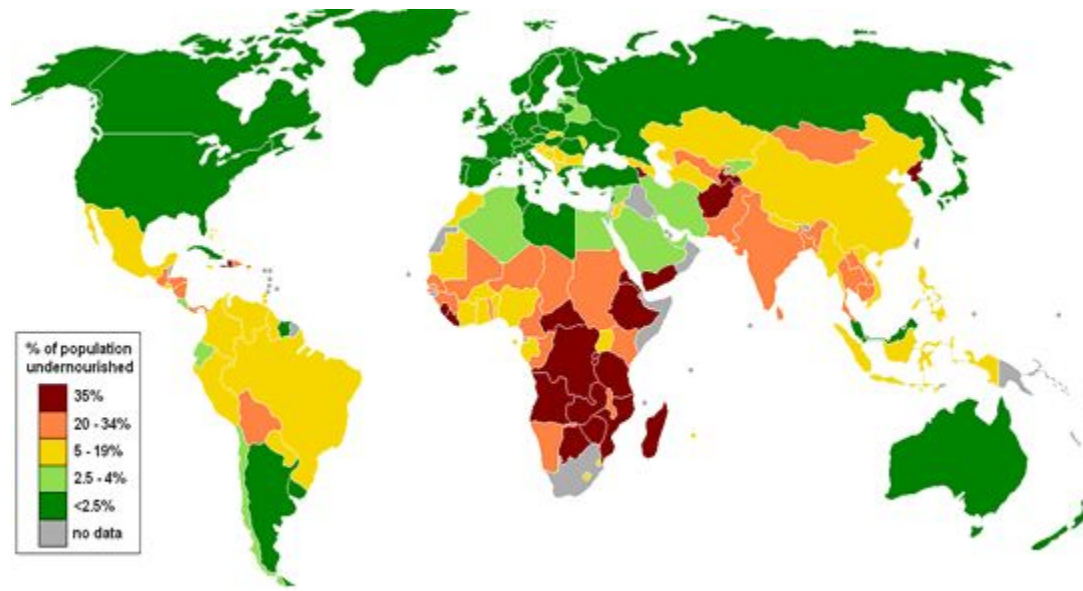 % of population
undernourished
35%
20 - 34%
5 - 19%
2.5 - 4%
<2.5%
no data